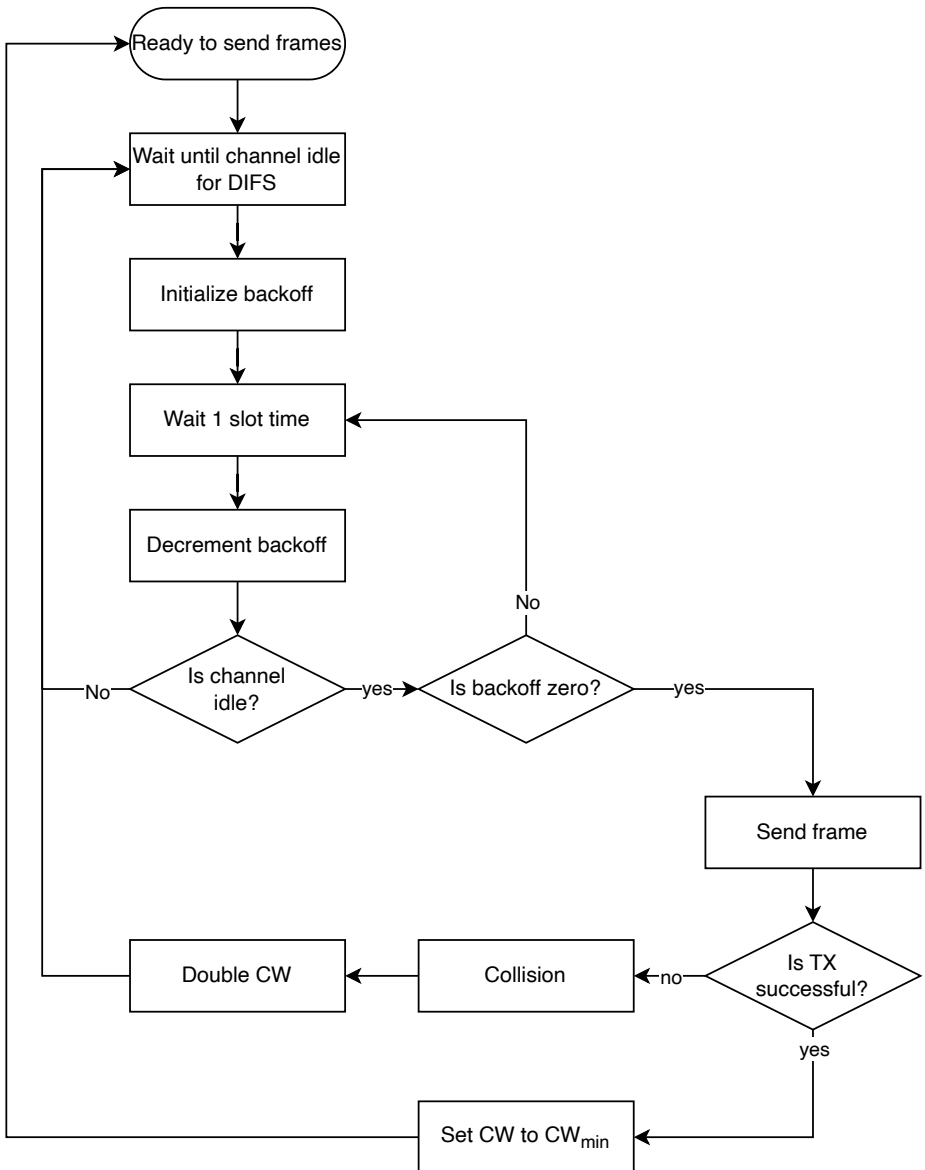 Ready to send frames
Wait until channel idle
for DIFS
Initialize backoff
Wait 1 slot time
Decrement backoff
No
Is channel
idle?
yes
Is backoff zero?
No
yes
Send frame
Is TX
successful?
no
Collision
Double CW
yes
Set CW to CWmin